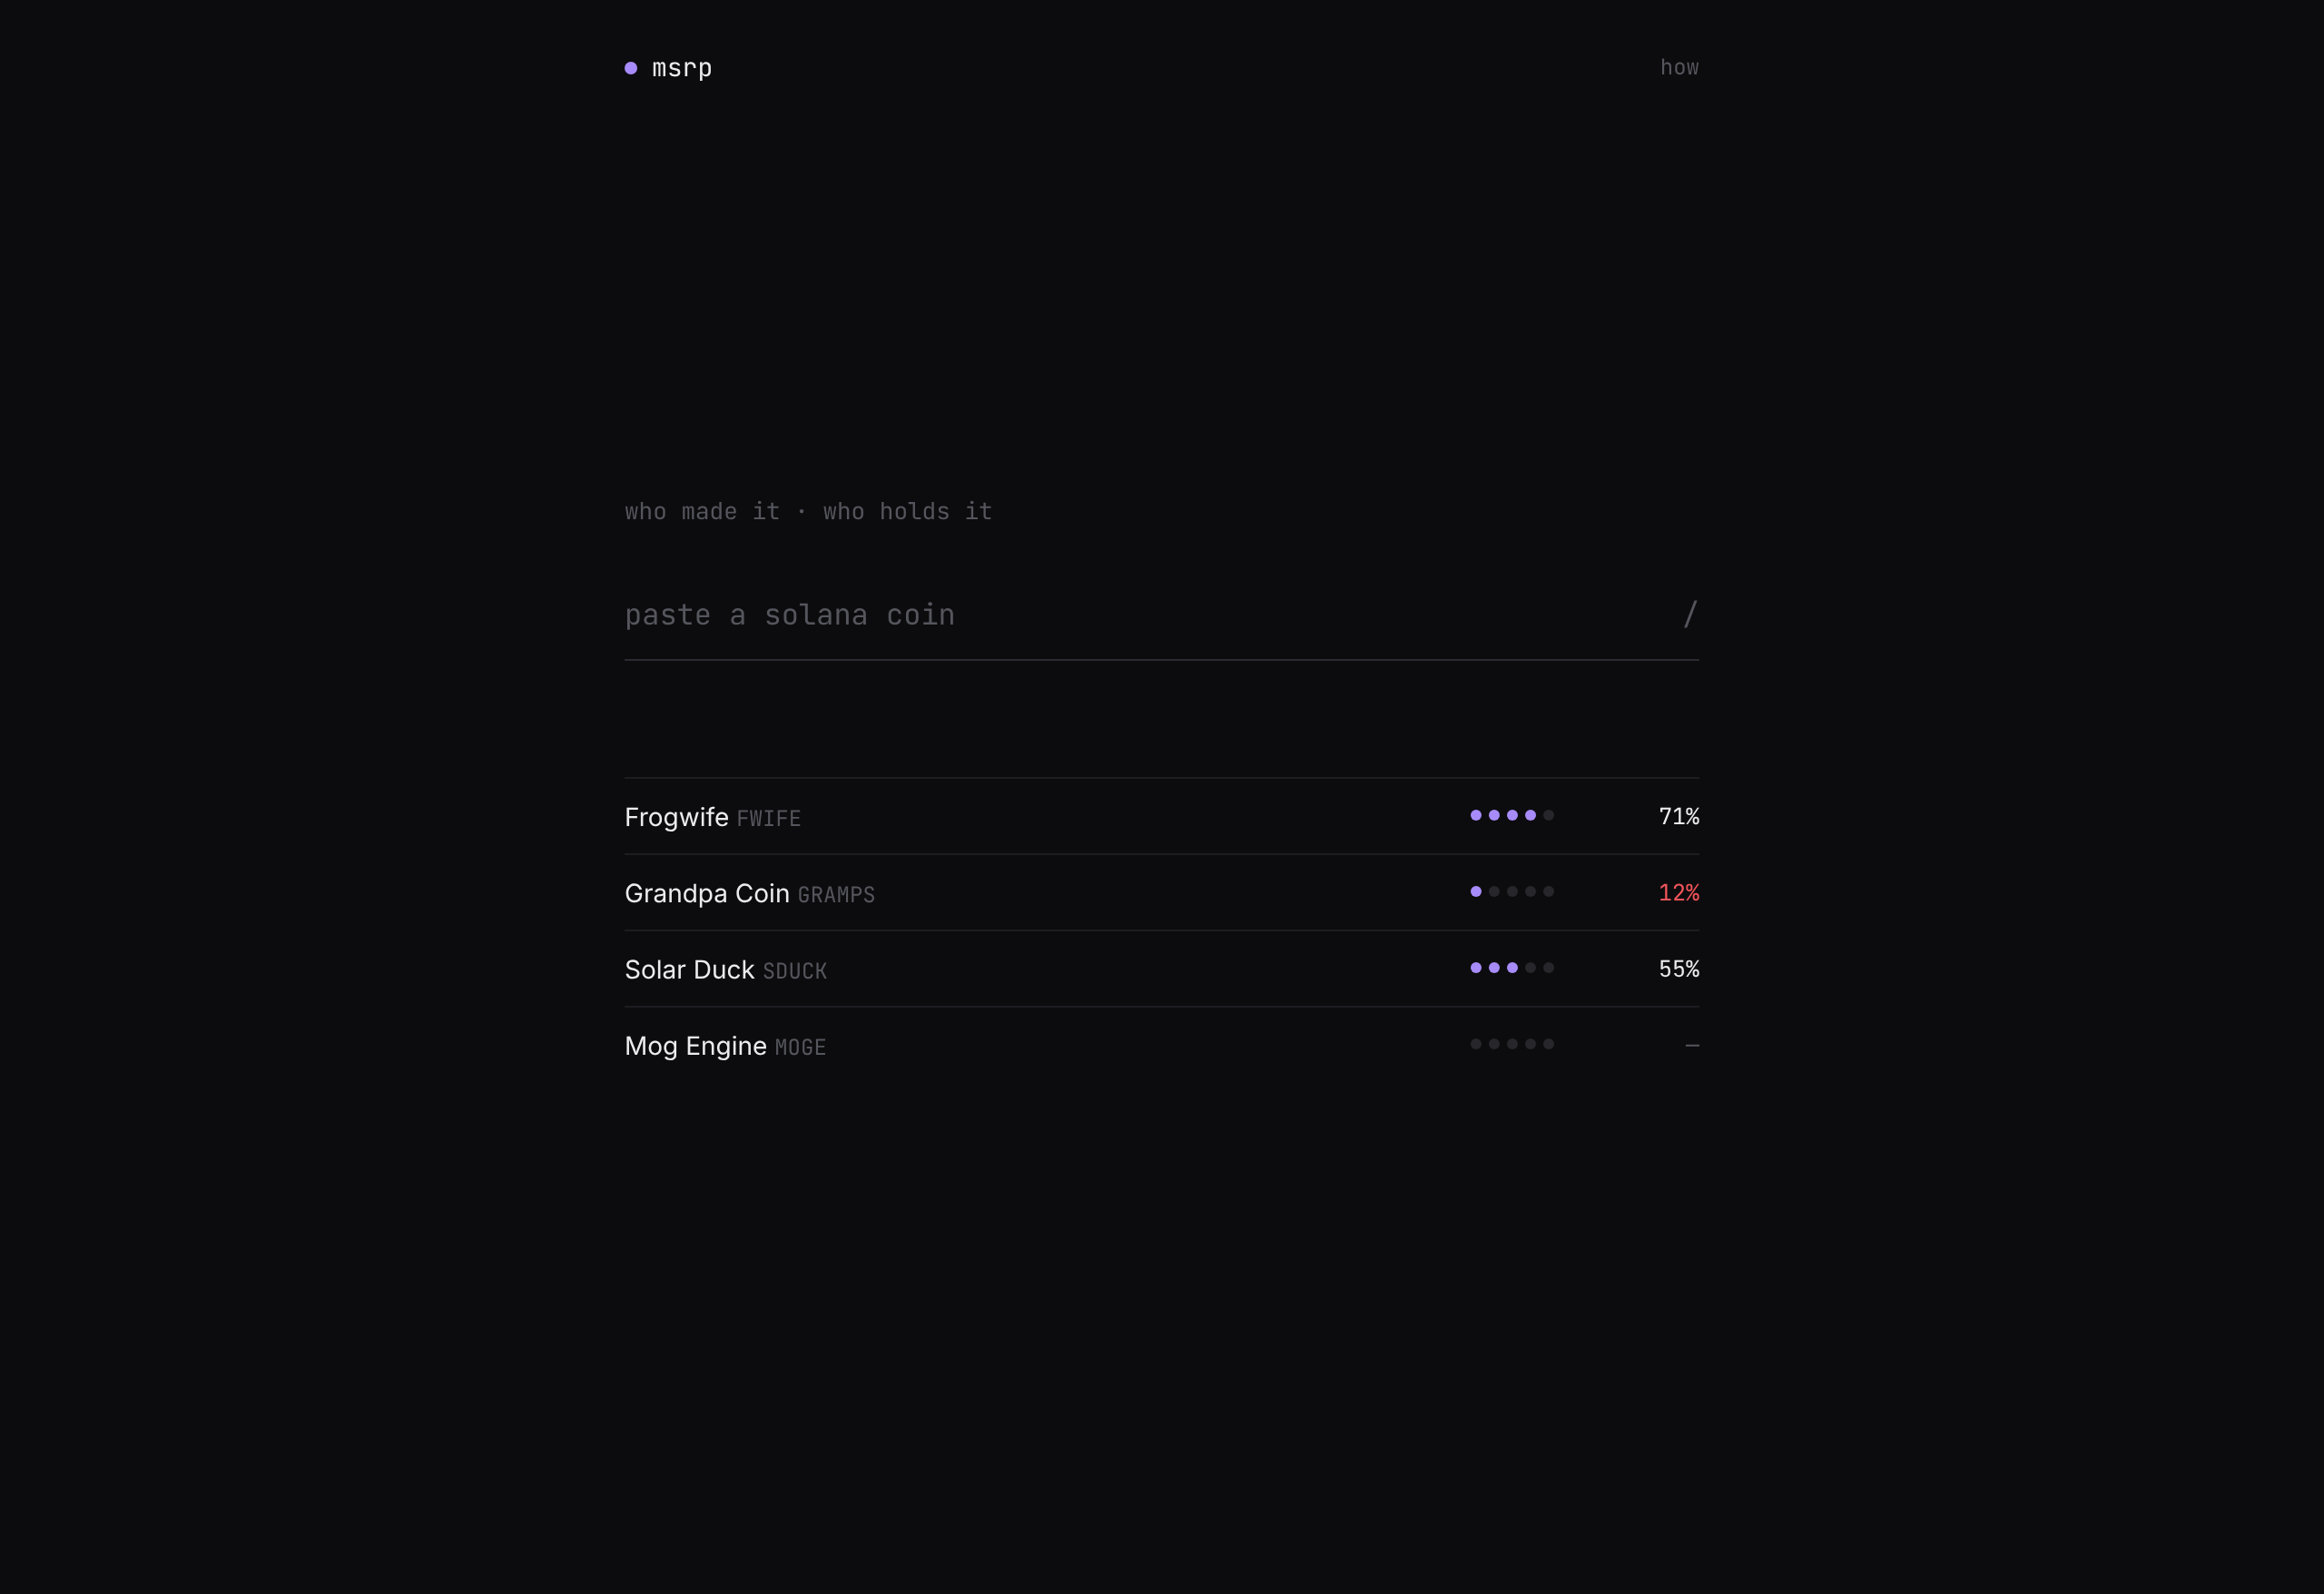 msrp how
who made it · who holds it
paste a solana coin /
Frogwife FWIFE 71%
Grandpa Coin GRAMPS 12%
Solar Duck SDUCK 55%
Mog Engine MOGE —